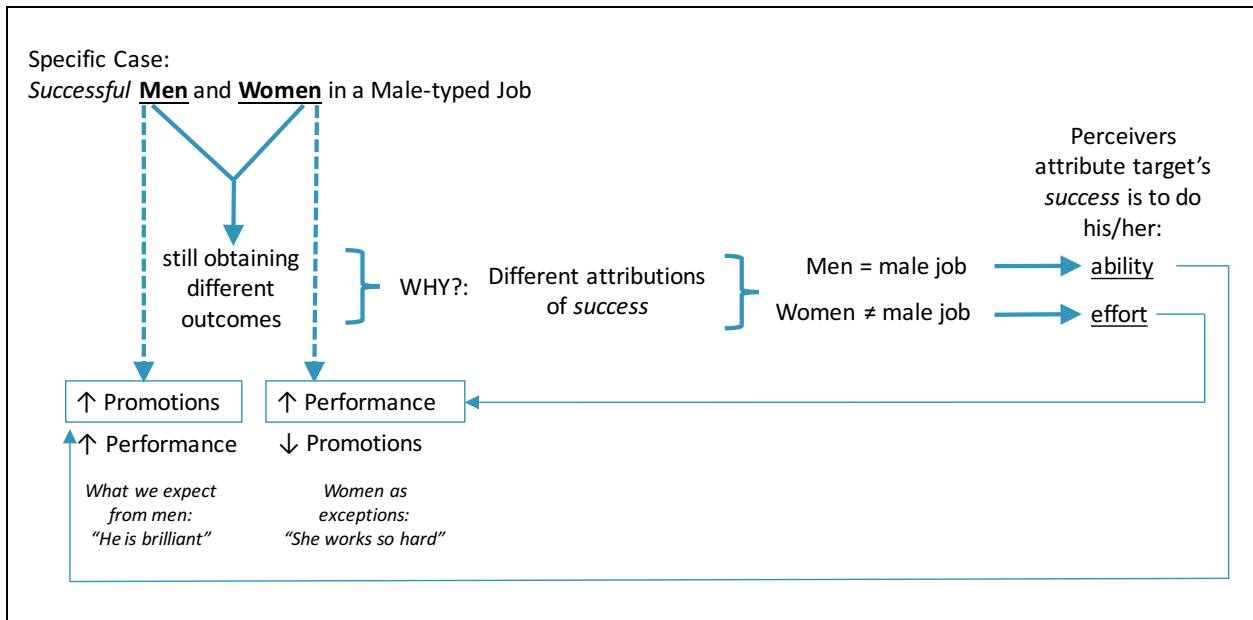 Specific Case:
Successful Men and Women in a Male-typed Job
Perceivers
attribute target's
success is to do
his/her:
still obtaining
different
outcomes
WHY?:
Different attributions
of success
Men = male job
ability
Women ≠ male job
effort
↑ Promotions
↑ Performance
↑ Performance
↓ Promotions
What we expect
from men:
“He is brilliant”
Women as
exceptions:
“She works so hard”